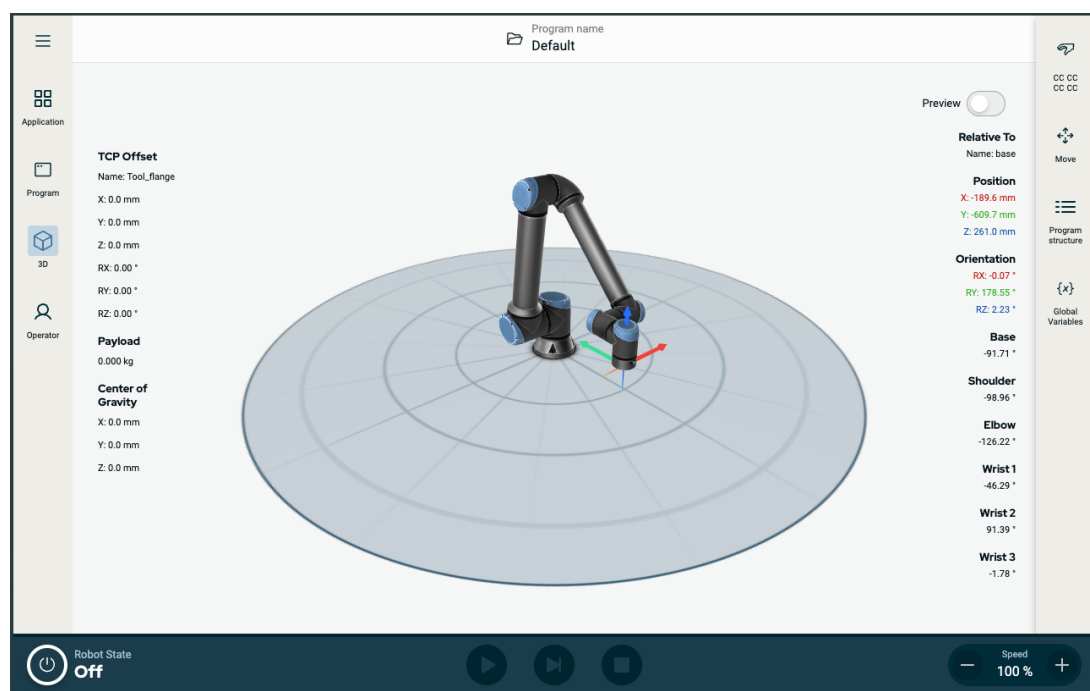 Program name
Default
CC CC
CC CC
Application
Preview
Move
Program
3D
Operator
TCP Offset
Name: Tool_flange
X: 0.0 mm
Y: 0.0 mm
Z: 0.0 mm
RX: 0.00 °
RY: 0.00 °
RZ: 0.00 °
Payload
0.000 kg
Center of
Gravity
X: 0.0 mm
Y: 0.0 mm
Z: 0.0 mm
Relative To
Name: base
Position
X: -189.6 mm
Y: -609.7 mm
Z: 261.0 mm
Orientation
RX: -0.07 °
RY: 178.55 °
RZ: 2.23 °
Base
-91.71 °
Shoulder
-98.96 °
Elbow
-126.22 °
Wrist 1
-46.29 °
Wrist 2
91.39 °
Wrist 3
-1.78 °
Program
structure
{x}
Global
Variables
Robot State
Off
Speed
100 %